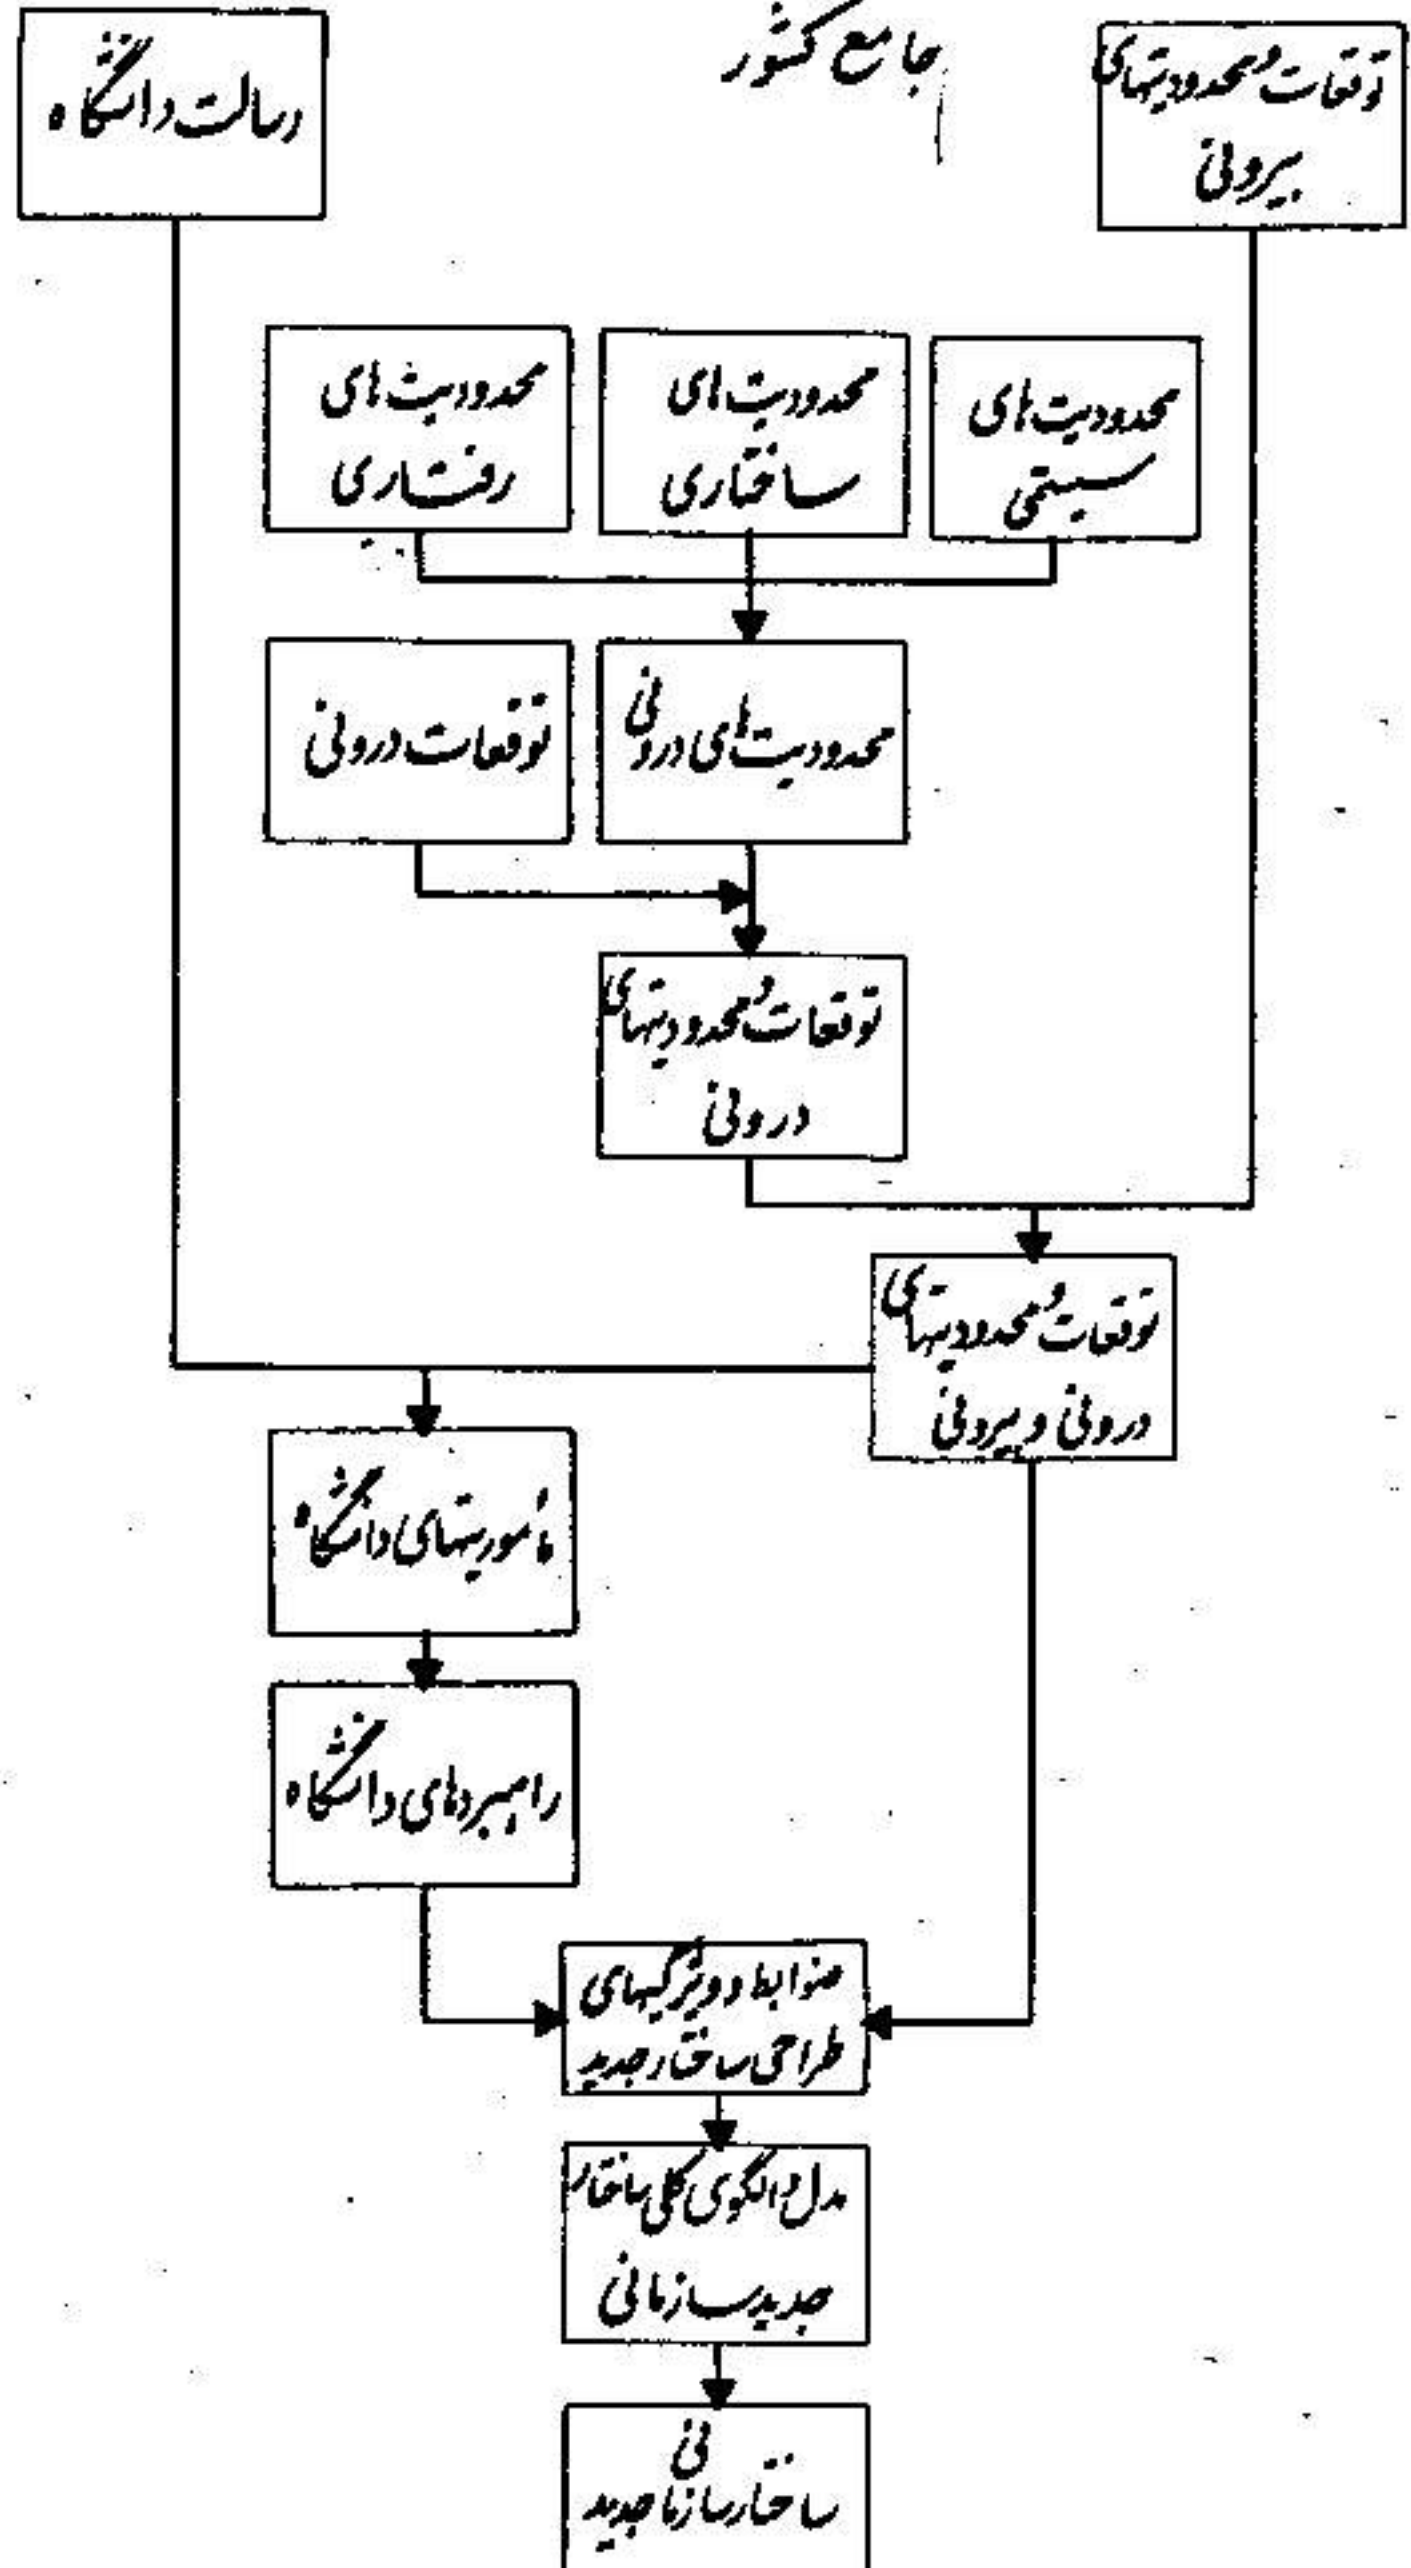 جامع کشور
توقعات و محدودیتهای
بیرونی
رسالت دانشگاه
محدودیت های
سیستمی
محدودیت های
ساختاری
محدودیت های
رفتاری
محدودیت های درونی
توقعات درونی
توقعات و محدودیتهای
درونی
توقعات و محدودیتهای
درونی و بیرونی
مأموریتهای دانشگاه
راهبردهای دانشگاه
ضوابط و ویژگیهای
طراحی ساختار جدید
مدل و الگوی کلی ساختار
جدید سازمانی
ساختار سازمانی جدید